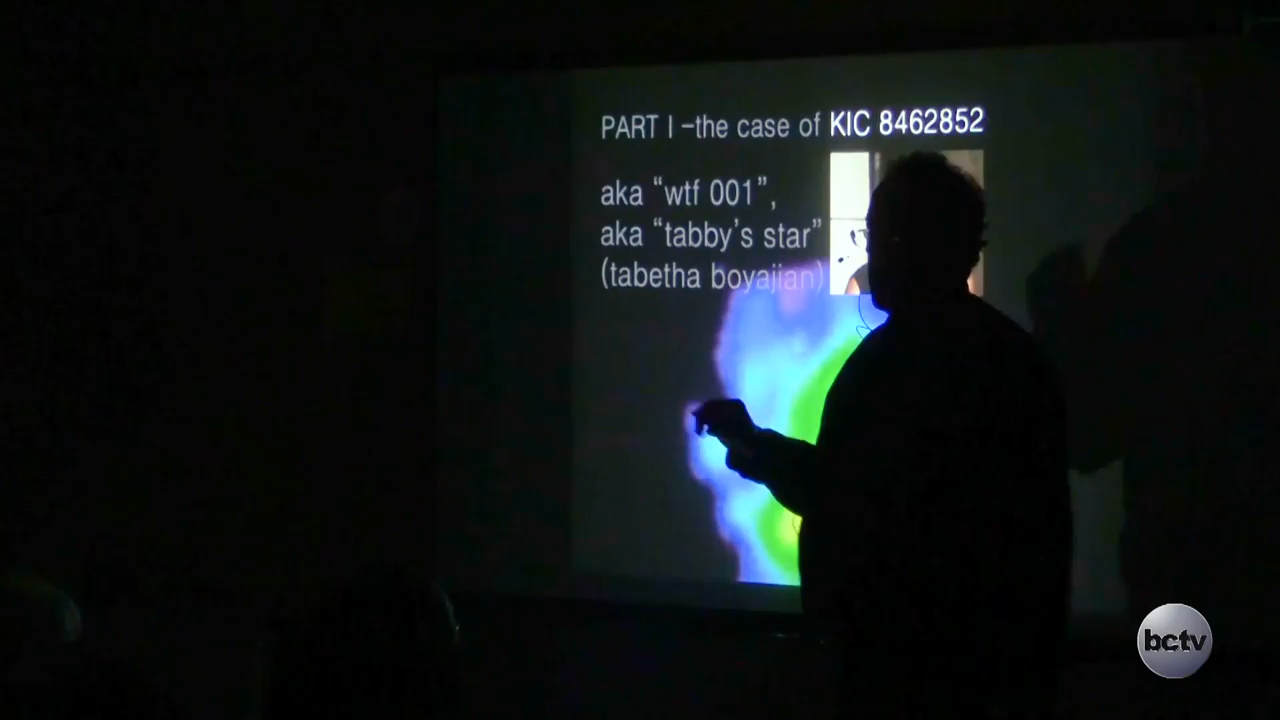 PART I –the case of KIC 8462852
aka “wtf 001”,
aka “tabby’s star”
(tabetha boyajian)
bctv